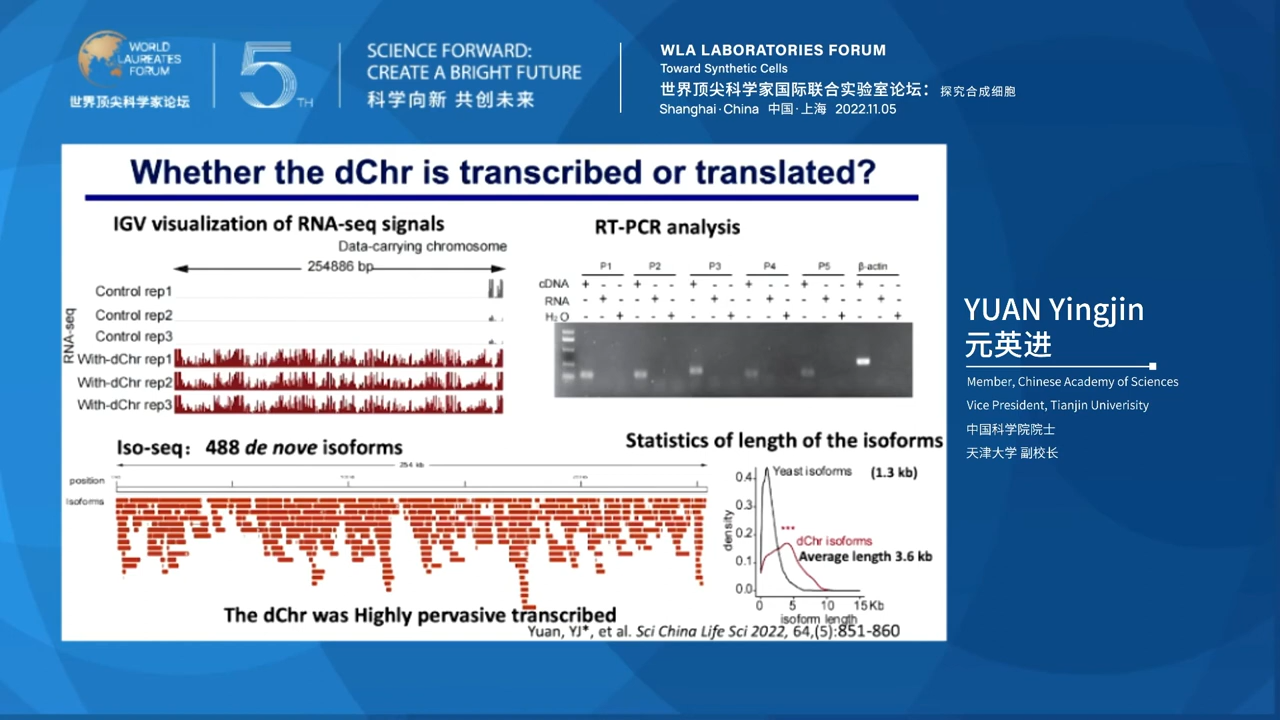 WORLD
LAUREATES
FORUM
世界顶尖科学家论坛
5TH
SCIENCE FORWARD:
CREATE A BRIGHT FUTURE
科学向新 共创未来
WLA LABORATORIES FORUM
Toward Synthetic Cells
世界顶尖科学家国际联合实验室论坛：探究合成细胞
Shanghai·China 中国·上海 2022.11.05
Whether the dChr is transcribed or translated?
IGV visualization of RNA-seq signals
Data-carrying chromosome
254886 bp
RNA-seq
Control rep1
Control rep2
Control rep3
With-dChr rep1
With-dChr rep2
With-dChr rep3
RT-PCR analysis
P1 P2 P3 P4 P5 β-actin
cDNA + - - + - - + - - + - - + - - + - -
RNA - + - - + - - + - - + - - + - - + -
H₂O - - + - - + - - + - - + - - + - - +
Iso-seq: 488 de nove isoforms
254 kb
position
Isoforms
The dChr was Highly pervasive transcribed
Statistics of length of the isoforms
Yeast isoforms (1.3 kb)
***
dChr isoforms
Average length 3.6 kb
density
0.4
0.3
0.2
0.1
0.0
0 5 10 15 Kb
isoform length
Yuan, YJ*, et al. Sci China Life Sci 2022, 64,(5):851-860
YUAN Yingjin
元英进
Member, Chinese Academy of Sciences
Vice President, Tianjin Univerisity
中国科学院院士
天津大学 副校长